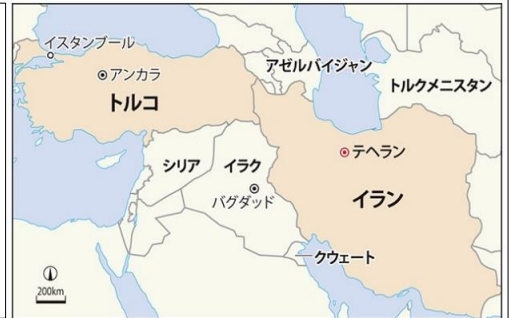 イスタンブール
アンカラ
トルコ
アゼルバイジャン
トルクメニスタン
シリア
イラク
バグダッド
テヘラン
イラン
クウェート
200km